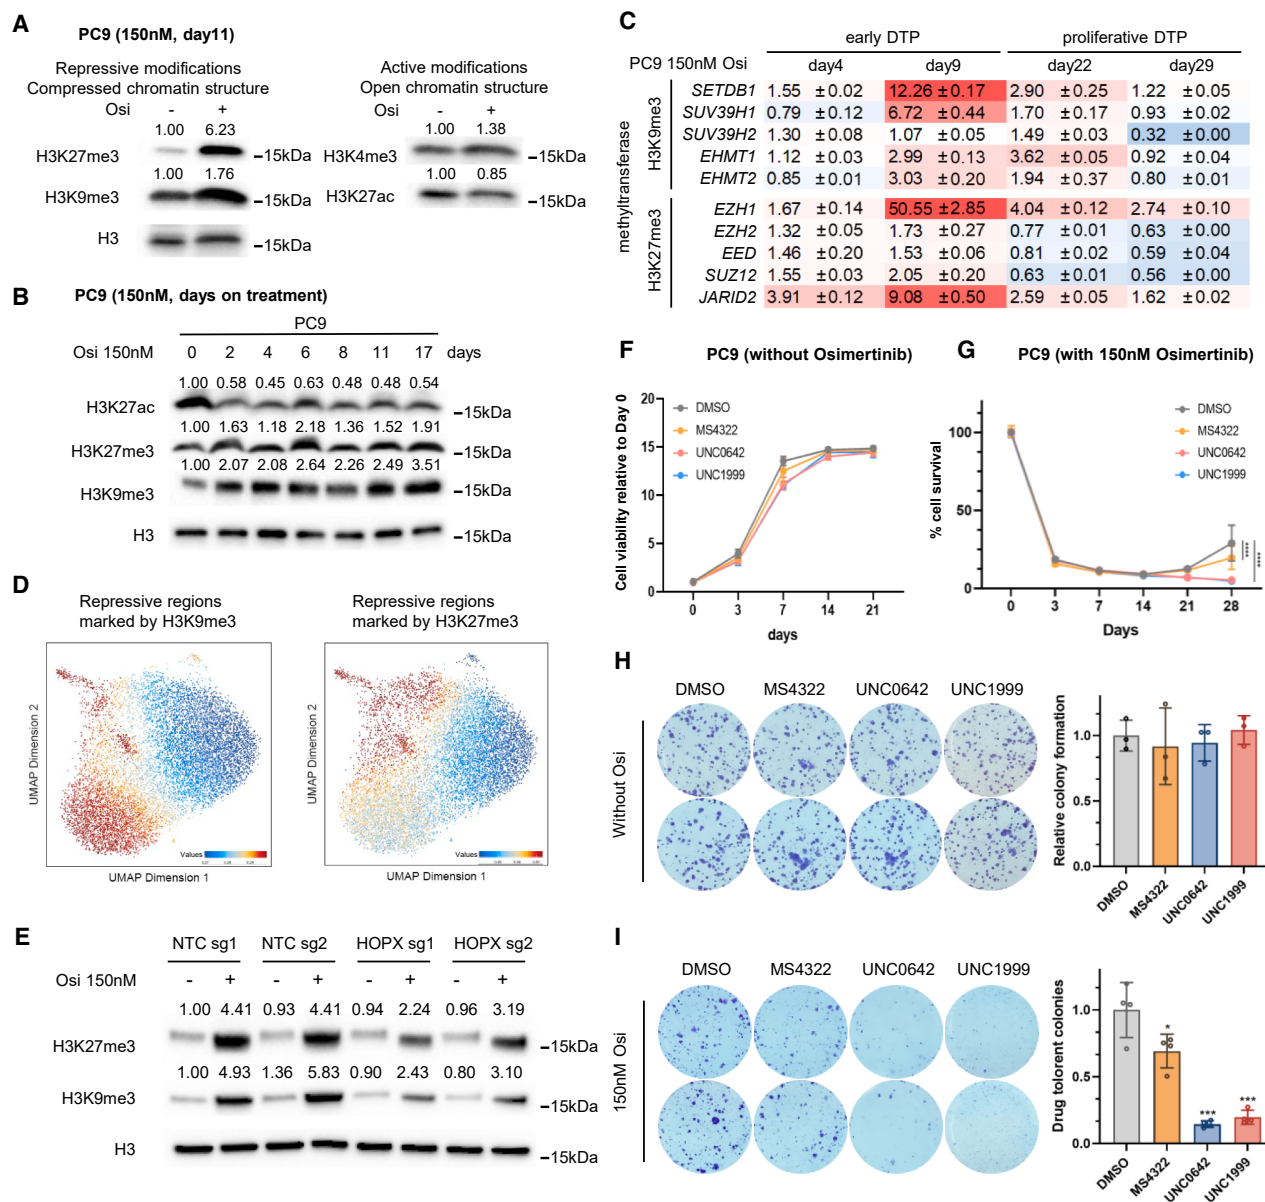 A
PC9 (150nM, day11)
Repressive modifications
Compressed chromatin structure
Osi - +
1.00 6.23
H3K27me3 –15kDa
1.00 1.76
H3K9me3 –15kDa
H3 –15kDa
Active modifications
Open chromatin structure
Osi - +
1.00 1.38
H3K4me3 –15kDa
1.00 0.85
H3K27ac –15kDa
B
PC9 (150nM, days on treatment)
PC9
Osi 150nM 0 2 4 6 8 11 17 days
1.00 0.58 0.45 0.63 0.48 0.48 0.54
H3K27ac –15kDa
1.00 1.63 1.18 2.18 1.36 1.52 1.91
H3K27me3 –15kDa
1.00 2.07 2.08 2.64 2.26 2.49 3.51
H3K9me3 –15kDa
H3 –15kDa
C
early DTP proliferative DTP
PC9 150nM Osi day4 day9 day22 day29
methyltransferase
H3K9me3
SETDB1 1.55 ±0.02 12.26 ±0.17 2.90 ±0.25 1.22 ±0.05
SUV39H1 0.79 ±0.12 6.72 ±0.44 1.70 ±0.17 0.93 ±0.02
SUV39H2 1.30 ±0.08 1.07 ±0.05 1.49 ±0.03 0.32 ±0.00
EHMT1 1.12 ±0.03 2.99 ±0.13 3.62 ±0.05 0.92 ±0.04
EHMT2 0.85 ±0.01 3.03 ±0.20 1.94 ±0.37 0.80 ±0.01
H3K27me3
EZH1 1.67 ±0.14 50.55 ±2.85 4.04 ±0.12 2.74 ±0.10
EZH2 1.32 ±0.05 1.73 ±0.27 0.77 ±0.01 0.63 ±0.00
EED 1.46 ±0.20 1.53 ±0.06 0.81 ±0.02 0.59 ±0.04
SUZ12 1.55 ±0.03 2.05 ±0.20 0.63 ±0.01 0.56 ±0.00
JARID2 3.91 ±0.12 9.08 ±0.50 2.59 ±0.05 1.62 ±0.02
D
Repressive regions
marked by H3K9me3
UMAP Dimension 2
Values
UMAP Dimension 1
Repressive regions
marked by H3K27me3
UMAP Dimension 2
Values
UMAP Dimension 1
E
NTC sg1 NTC sg2 HOPX sg1 HOPX sg2
Osi 150nM - + - + - + - +
1.00 4.41 0.93 4.41 0.94 2.24 0.96 3.19
H3K27me3 –15kDa
1.00 4.93 1.36 5.83 0.90 2.43 0.80 3.10
H3K9me3 –15kDa
H3 –15kDa
F
PC9 (without Osimertinib)
Cell viability relative to Day 0
20
15
10
5
0
DMSO
MS4322
UNC0642
UNC1999
0 3 7 14 21
days
G
PC9 (with 150nM Osimertinib)
% cell survival
100
50
0
DMSO
MS4322
UNC0642
UNC1999
****
****
0 3 7 14 21 28
Days
H
DMSO MS4322 UNC0642 UNC1999
Without Osi
Relative colony formation
1.0
0.5
0.0
DMSO MS4322 UNC0642 UNC1999
I
DMSO MS4322 UNC0642 UNC1999
150nM Osi
Drug tolorent colonies
1.0
0.5
0.0
* *** ***
DMSO MS4322 UNC0642 UNC1999